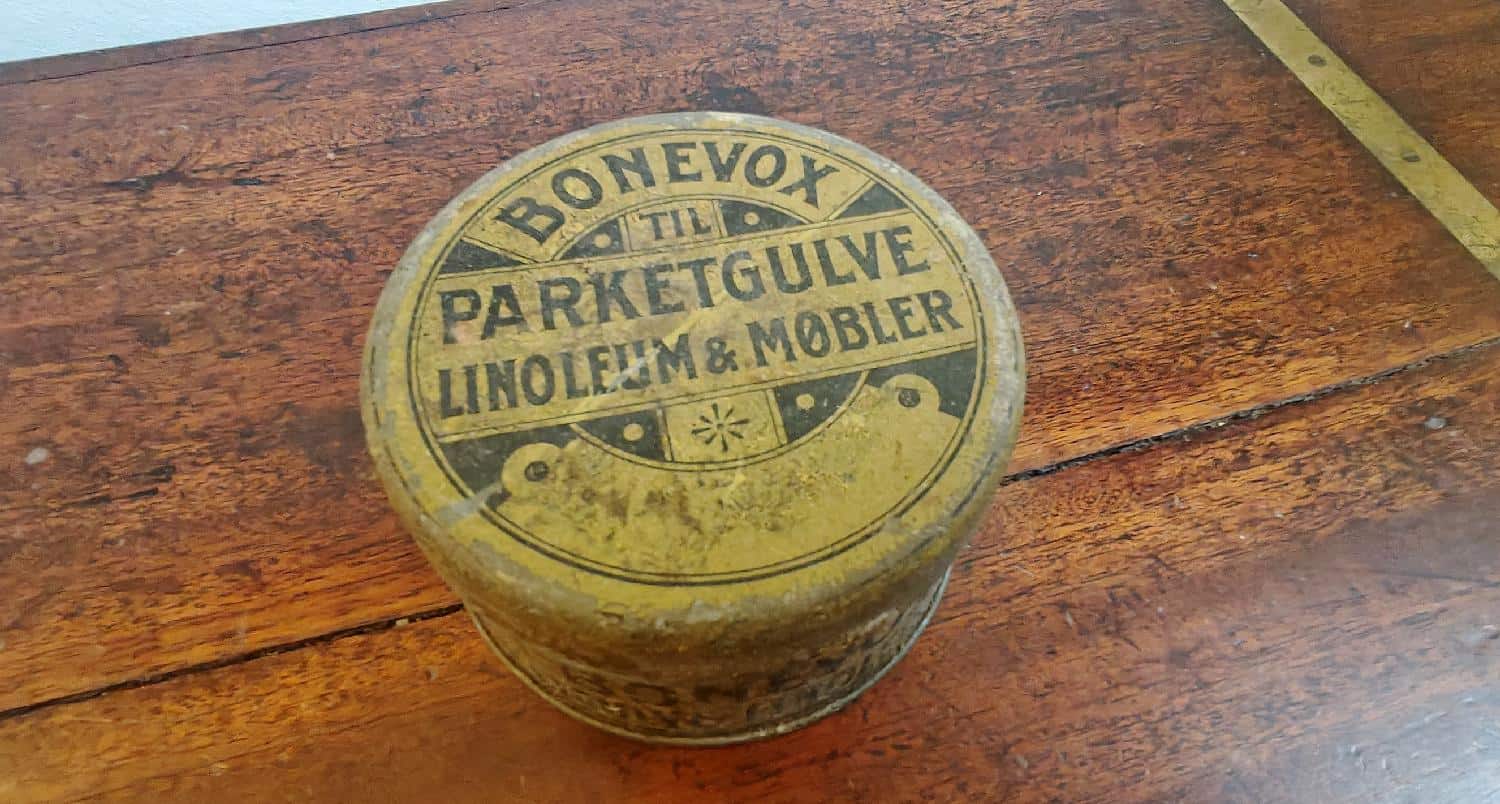 BONEVOX
TIL
PARKETGULVE
LINOLEUM & MØBLER